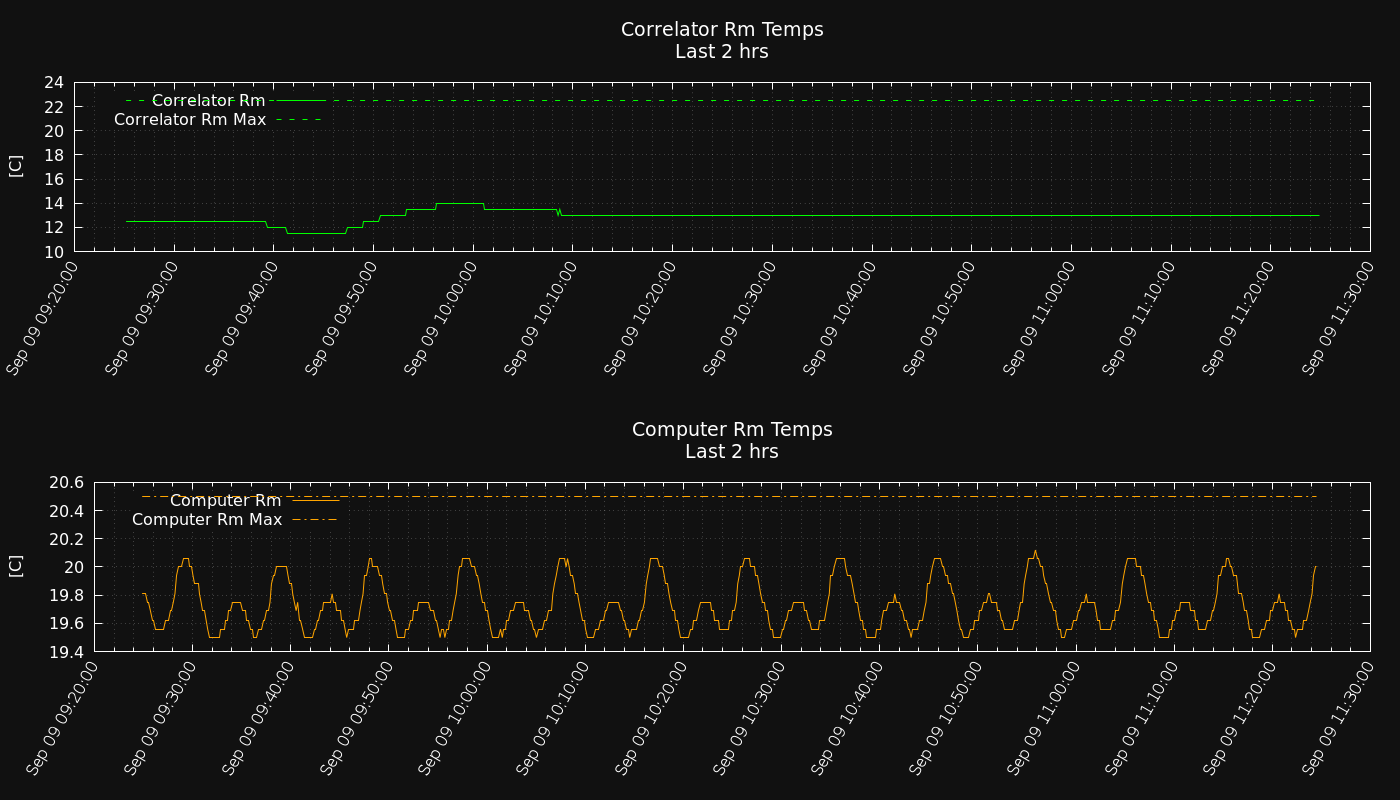 Correlator Rm Temps
Last 2 hrs
24
22
20
18
16
14
12
10
[C]
Correlator Rm
Correlator Rm Max
Sep 09 09:20:00
Sep 09 09:30:00
Sep 09 09:40:00
Sep 09 09:50:00
Sep 09 10:00:00
Sep 09 10:10:00
Sep 09 10:20:00
Sep 09 10:30:00
Sep 09 10:40:00
Sep 09 10:50:00
Sep 09 11:00:00
Sep 09 11:10:00
Sep 09 11:20:00
Sep 09 11:30:00
Computer Rm Temps
Last 2 hrs
20.6
20.4
20.2
20
19.8
19.6
19.4
[C]
Computer Rm
Computer Rm Max
Sep 09 09:20:00
Sep 09 09:30:00
Sep 09 09:40:00
Sep 09 09:50:00
Sep 09 10:00:00
Sep 09 10:10:00
Sep 09 10:20:00
Sep 09 10:30:00
Sep 09 10:40:00
Sep 09 10:50:00
Sep 09 11:00:00
Sep 09 11:10:00
Sep 09 11:20:00
Sep 09 11:30:00